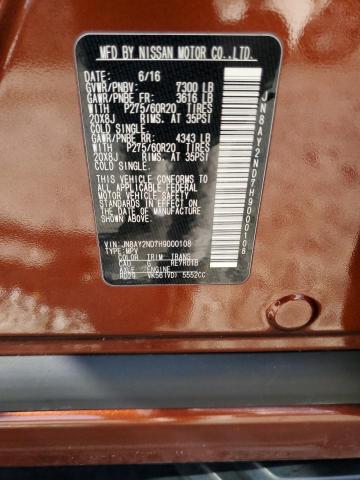 MFD BY NISSAN MOTOR CO.,LTD.
DATE 6/16
GVWR/PNBV: 7300 LB
GAWR/PNBE FR: 3616 LB
WITH P275/60R20 TIRES
20X8J RIMS. AT 35PSI
COLD SINGLE.
GAWR/PNBE RR: 4343 LB
WITH P275/60R20 TIRES
20X8J RIMS. AT 35PSI
COLD SINGLE.
THIS VEHICLE CONFORMS TO
ALL APPLICABLE FEDERAL
MOTOR VEHICLE SAFETY
STANDARDS IN EFFECT ON
THE DATE OF MANUFACTURE
SHOWN ABOVE.
VIN: JN8AY2ND7H9000108
TYPE: MPV
COLOR TRIM TRANS.
CAU G RE7R01B
AXLE ENGINE
RD29 VK56(VD) 5552CC
JN8AY2ND7H9000108